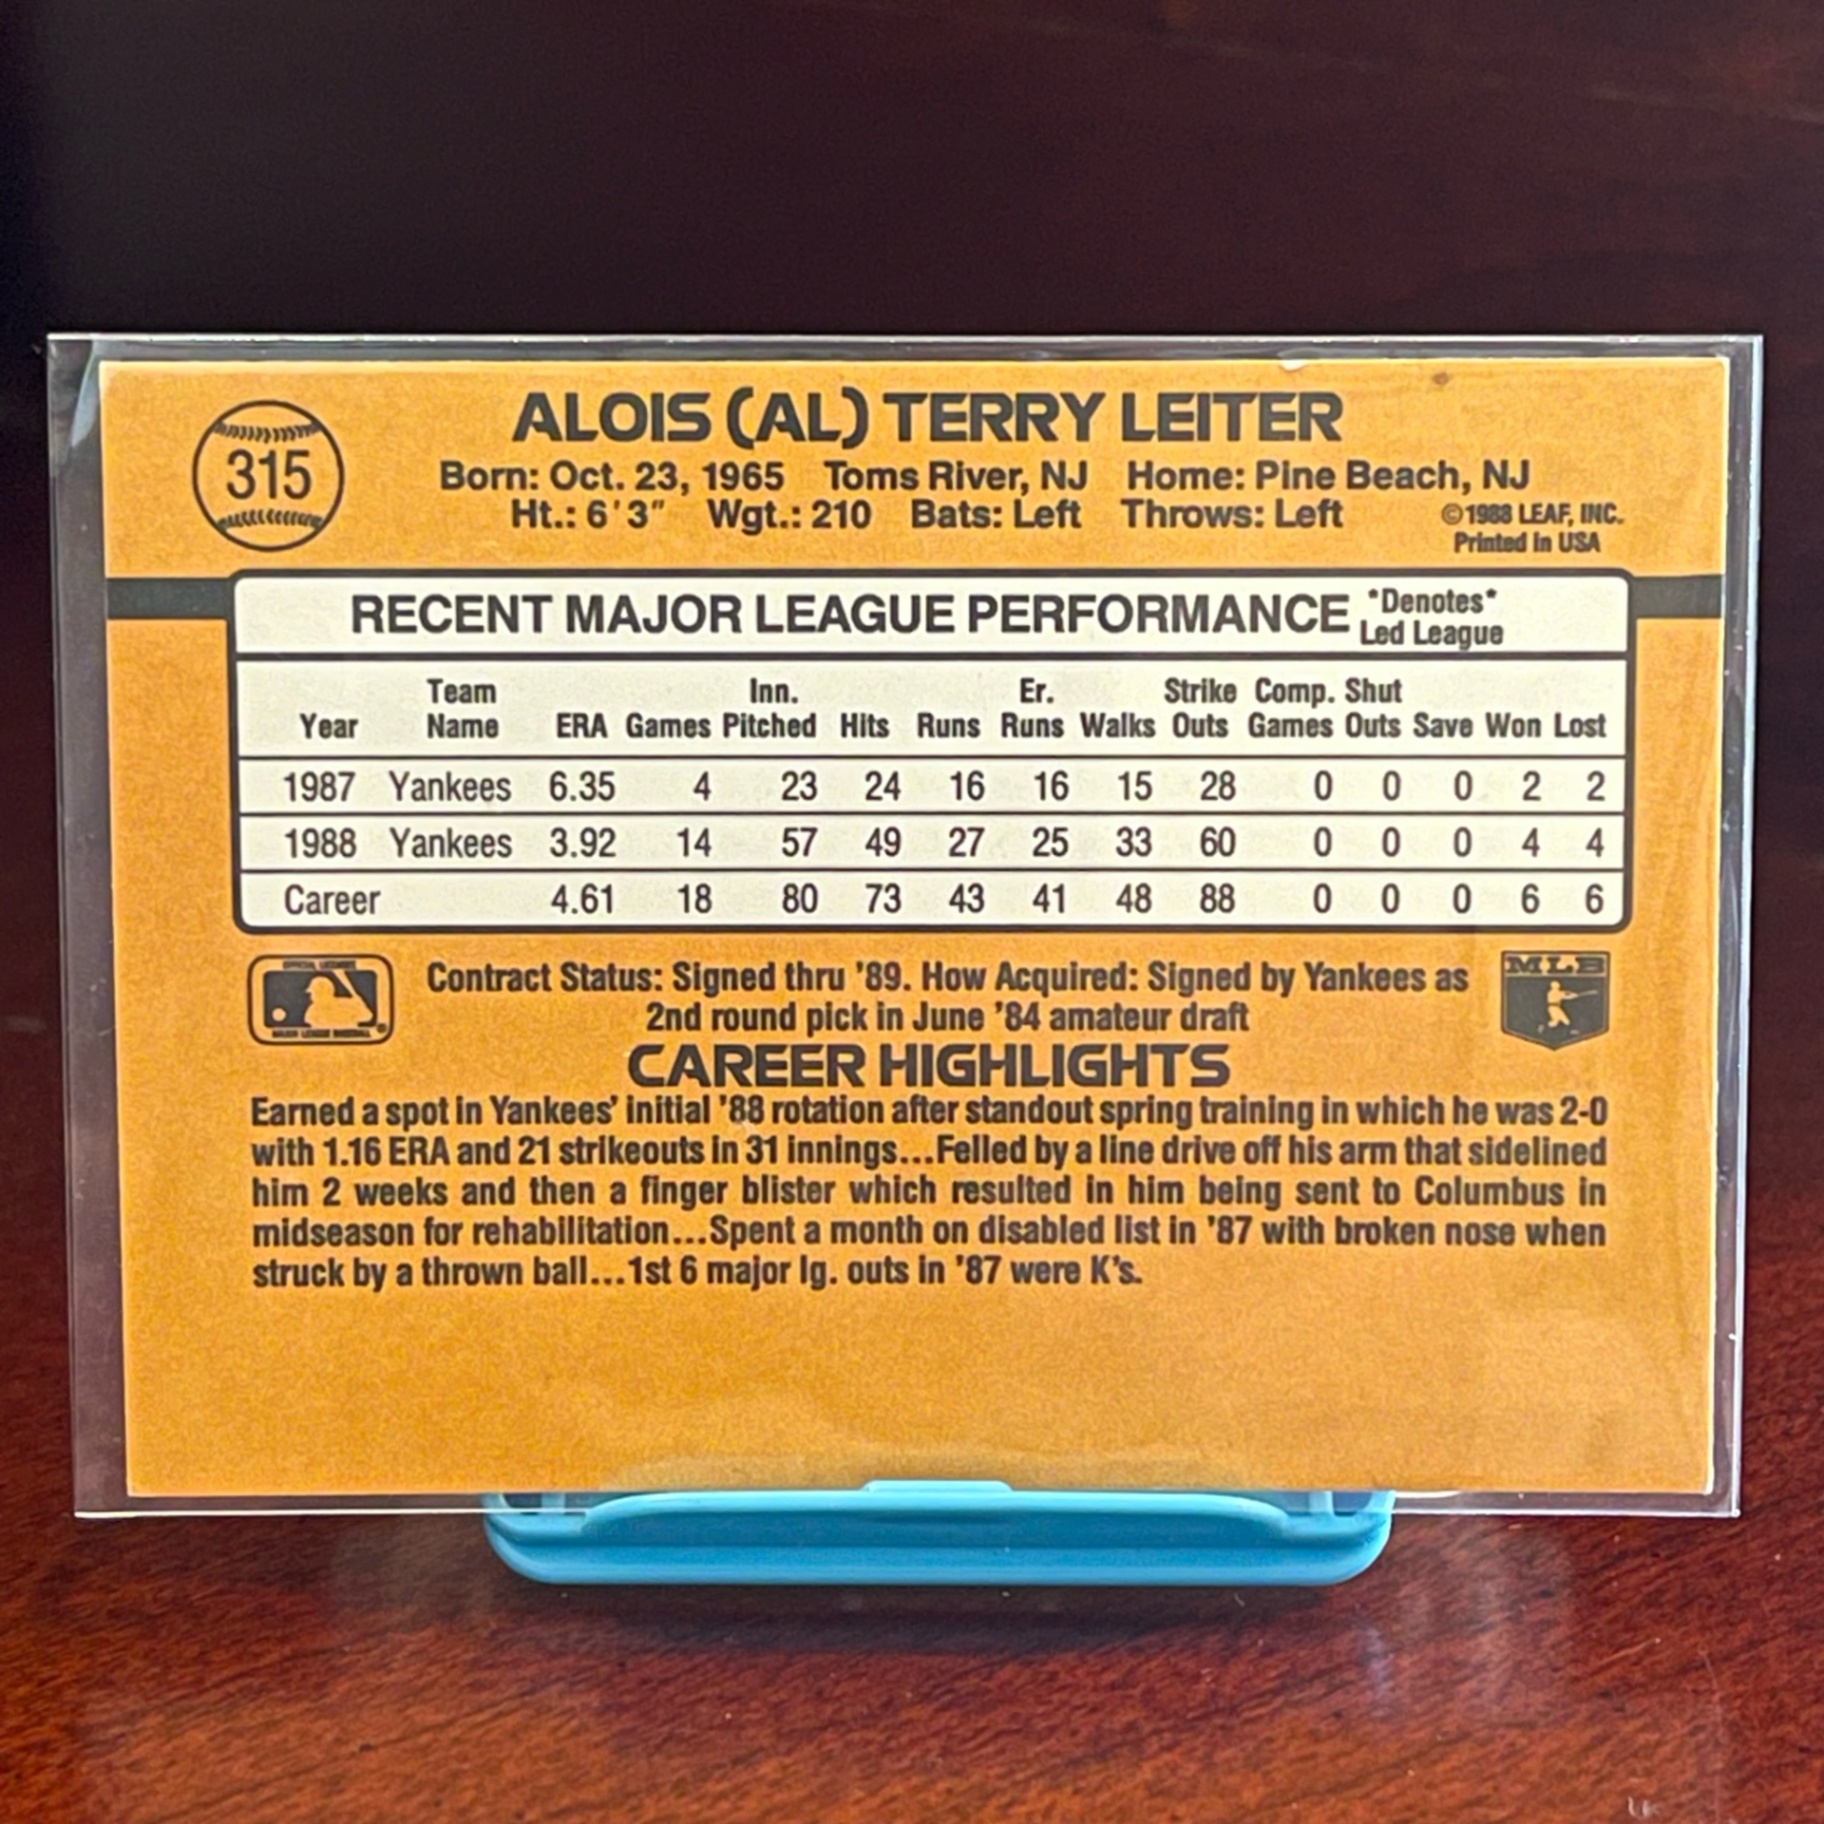 315
ALOIS (AL) TERRY LEITER
Born: Oct. 23, 1965 Toms River, NJ Home: Pine Beach, NJ
Ht.: 6'3" Wgt.: 210 Bats: Left Throws: Left
©1988 LEAF, INC.
Printed in USA
RECENT MAJOR LEAGUE PERFORMANCE *Denotes*
Led League
Year Team Name ERA Games Inn. Pitched Hits Runs Er. Runs Walks Strike Outs Comp. Games Shut Outs Save Won Lost
1987 Yankees 6.35 4 23 24 16 16 15 28 0 0 0 2 2
1988 Yankees 3.92 14 57 49 27 25 33 60 0 0 0 4 4
Career 4.61 18 80 73 43 41 48 88 0 0 0 6 6
Contract Status: Signed thru '89. How Acquired: Signed by Yankees as
2nd round pick in June '84 amateur draft
MLB
CAREER HIGHLIGHTS
Earned a spot in Yankees' initial '88 rotation after standout spring training in which he was 2-0
with 1.16 ERA and 21 strikeouts in 31 innings...Felled by a line drive off his arm that sidelined
him 2 weeks and then a finger blister which resulted in him being sent to Columbus in
midseason for rehabilitation...Spent a month on disabled list in '87 with broken nose when
struck by a thrown ball...1st 6 major lg. outs in '87 were K's.